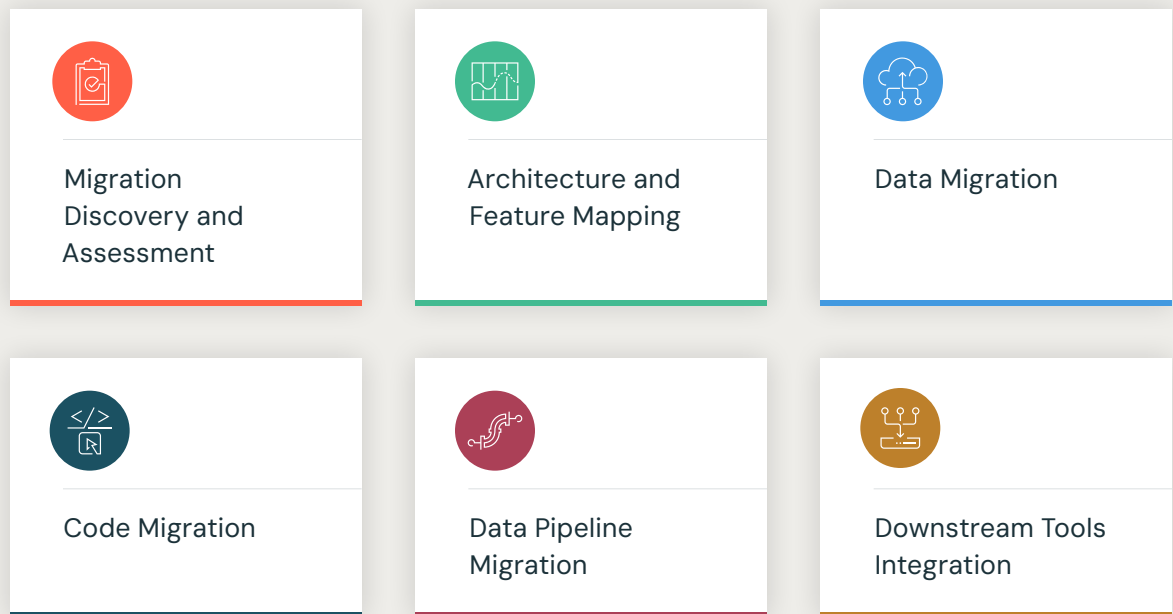 Migration
Discovery and
Assessment
Architecture and
Feature Mapping
Data Migration
Code Migration
Data Pipeline
Migration
Downstream Tools
Integration